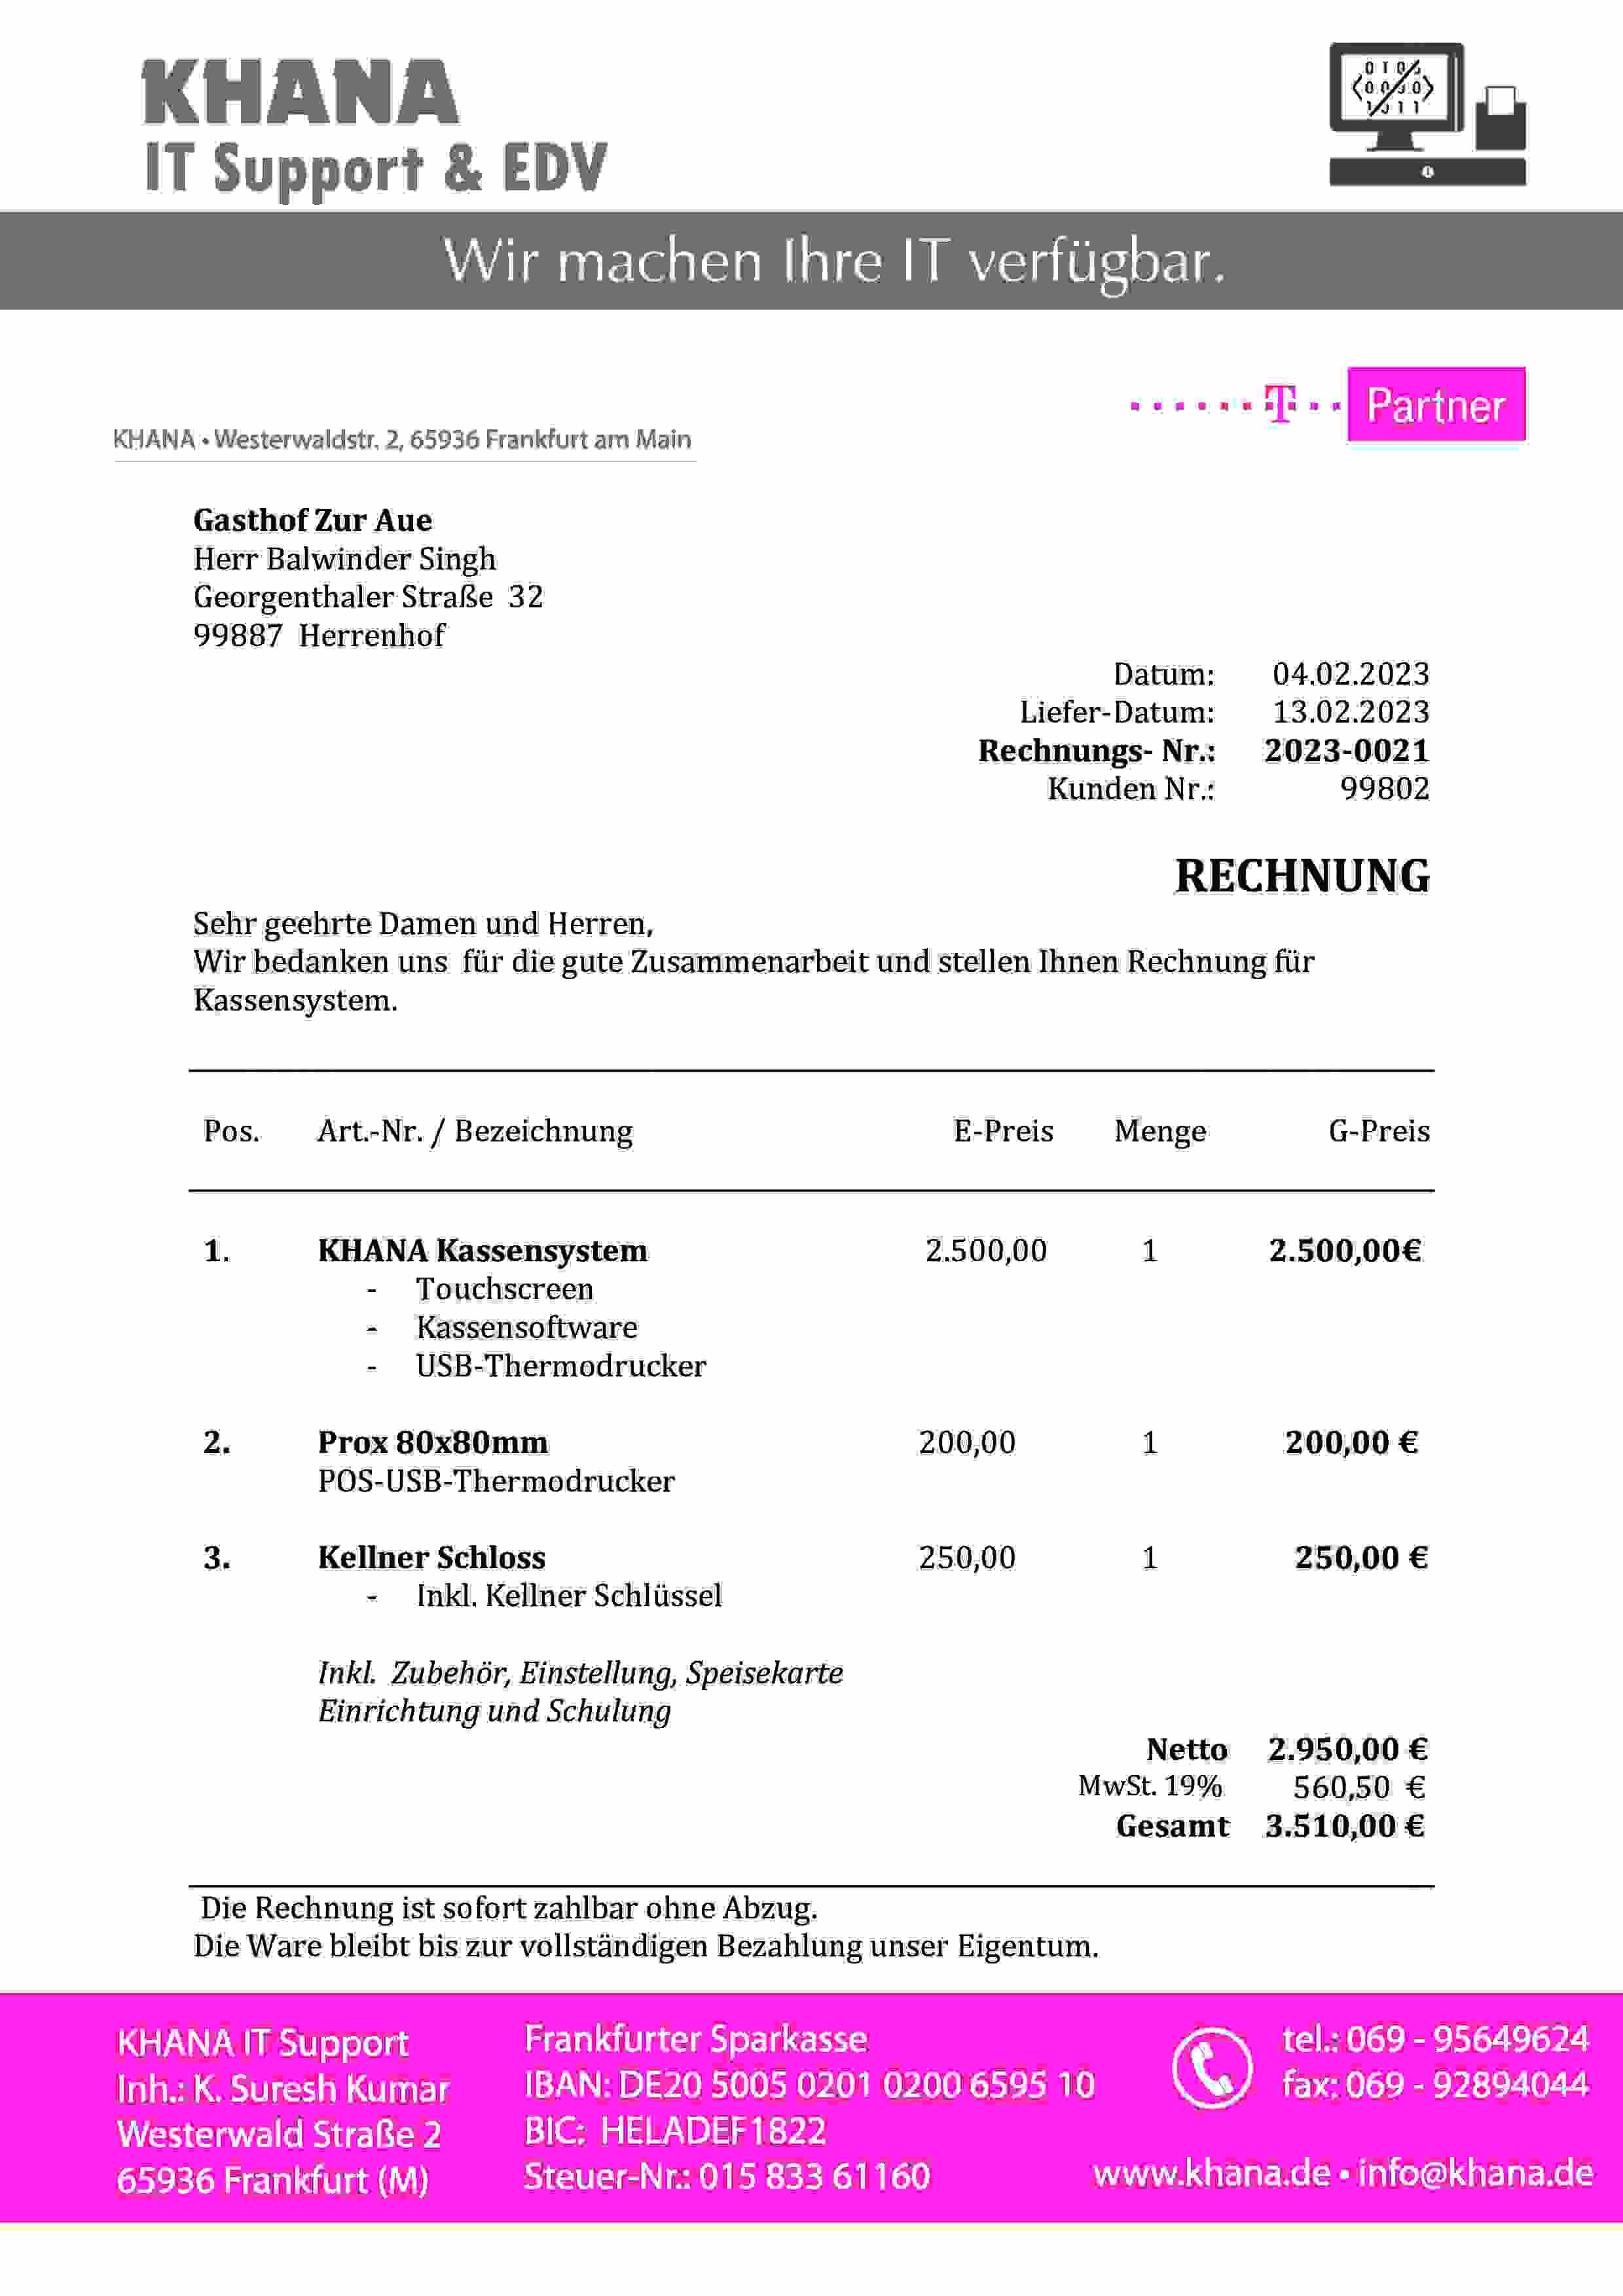 KHANA
IT Support & EDV
Wir machen Ihre IT verfügbar.
T Partner
KHANA • Westerwaldstr. 2, 65936 Frankfurt am Main
Gasthof Zur Aue
Herr Balwinder Singh
Georgenthaler Straße 32
99887 Herrenhof
Datum: 04.02.2023
Liefer-Datum: 13.02.2023
Rechnungs- Nr.: 2023-0021
Kunden Nr.: 99802
RECHNUNG
Sehr geehrte Damen und Herren,
Wir bedanken uns für die gute Zusammenarbeit und stellen Ihnen Rechnung für
Kassensystem.
Pos. Art.-Nr. / Bezeichnung E-Preis Menge G-Preis
1. KHANA Kassensystem 2.500,00 1 2.500,00€
- Touchscreen
- Kassensoftware
- USB-Thermodrucker
2. Prox 80x80mm 200,00 1 200,00 €
POS-USB-Thermodrucker
3. Kellner Schloss 250,00 1 250,00 €
- Inkl. Kellner Schlüssel
Inkl. Zubehör, Einstellung, Speisekarte
Einrichtung und Schulung
Netto 2.950,00 €
MwSt. 19% 560,50 €
Gesamt 3.510,00 €
Die Rechnung ist sofort zahlbar ohne Abzug.
Die Ware bleibt bis zur vollständigen Bezahlung unser Eigentum.
KHANA IT Support
Inh.: K. Suresh Kumar
Westerwald Straße 2
65936 Frankfurt (M)
Frankfurter Sparkasse
IBAN: DE20 5005 0201 0200 6595 10
BIC: HELADEF1822
Steuer-Nr.: 015 833 61160
tel.: 069 - 95649624
fax: 069 - 92894044
www.khana.de • info@khana.de